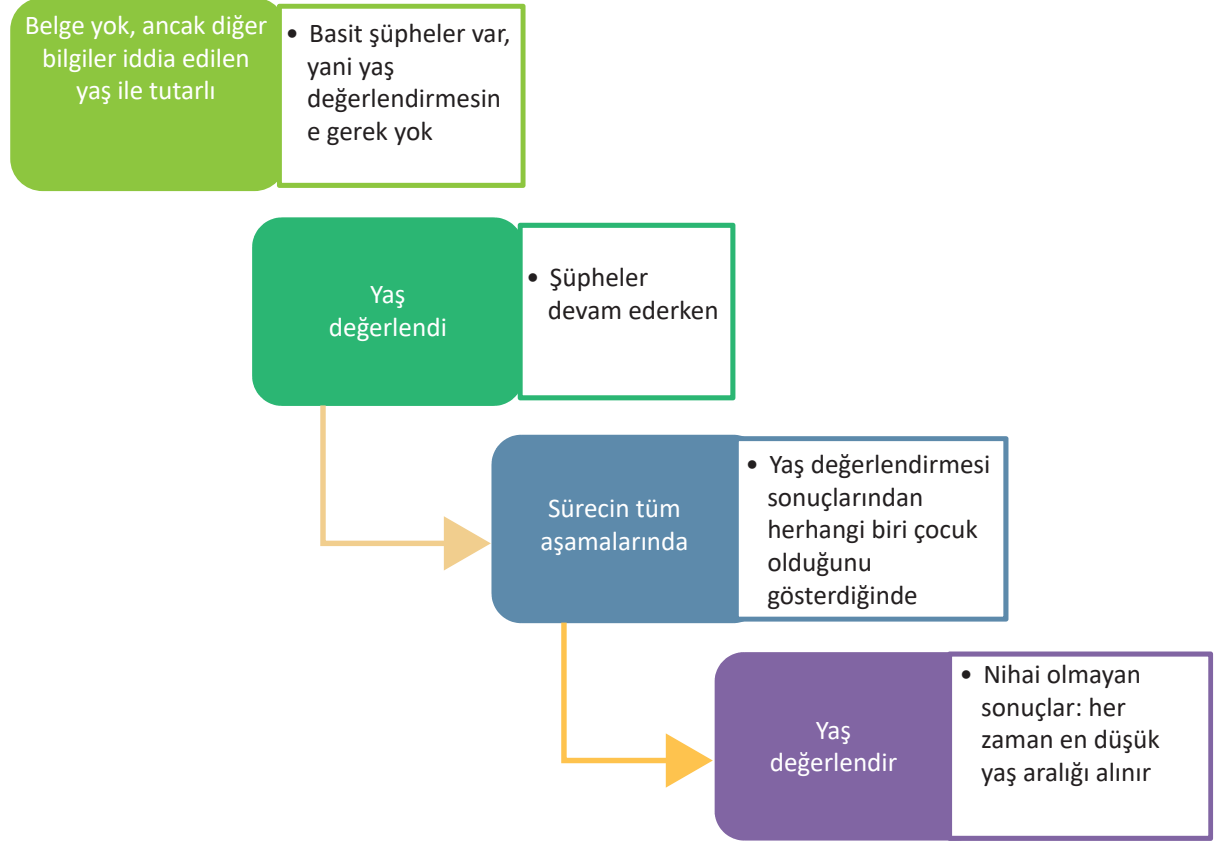 Belge yok, ancak diğer
bilgiler iddia edilen
yaş ile tutarlı
• Basit şüpheler var,
yani yaş
değerlendirmesin
e gerek yok
Yaş
değerlendi
• Şüpheler
devam ederken
Sürecin tüm
aşamalarında
• Yaş değerlendirmesi
sonuçlarından
herhangi biri çocuk
olduğunu
gösterdiğinde
Yaş
değerlendir
• Nihai olmayan
sonuçlar: her
zaman en düşük
yaş aralığı alınır